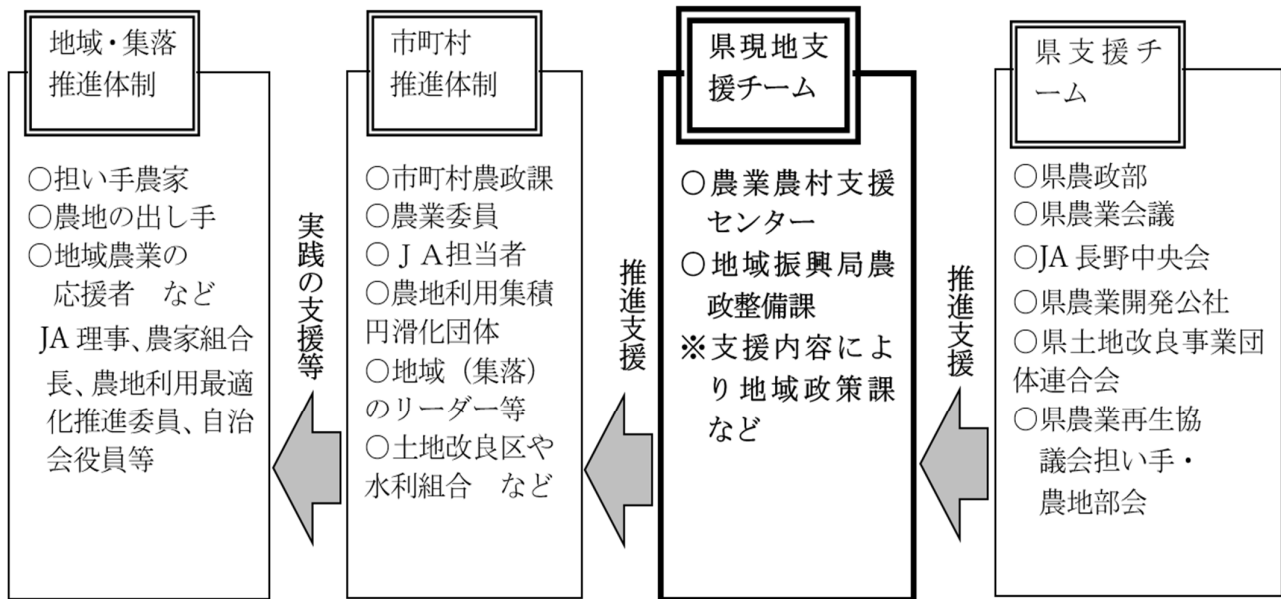 地域・集落
推進体制
○担い手農家
○農地の出し手
○地域農業の
応援者　など
JA 理事、農家組合
長、農地利用最適
化推進委員、自治
会役員等
実践の支援等
市町村
推進体制
○市町村農政課
○農業委員
○ＪＡ担当者
○農地利用集積
円滑化団体
○地域（集落）
のリーダー等
○土地改良区や
水利組合　など
推進支援
県現地支
援チーム
○農業農村支援
センター
○地域振興局農
政整備課
※支援内容によ
り地域政策課
など
推進支援
県支援チ
ーム
○県農政部
○県農業会議
○JA 長野中央会
○県農業開発公社
○県土地改良事業団
体連合会
○県農業再生協
議会担い手・
農地部会